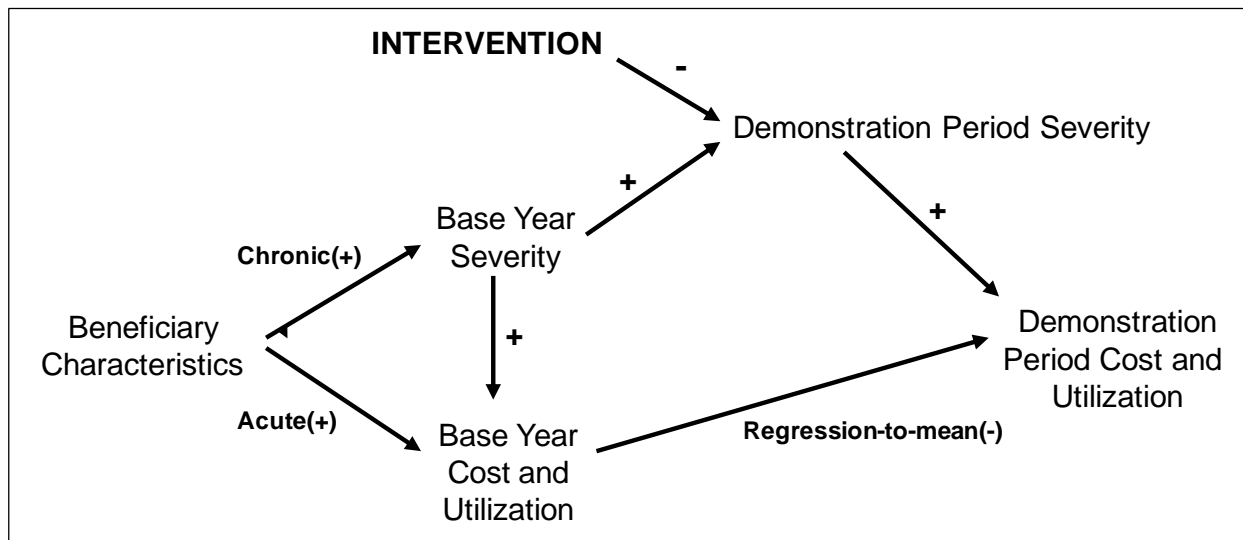 INTERVENTION
-
Demonstration Period Severity
+
+
Base Year
Severity
Chronic(+)
+
Beneficiary
Characteristics
Demonstration
Period Cost and
Utilization
Acute(+)
Base Year
Cost and
Utilization
Regression-to-mean(-)